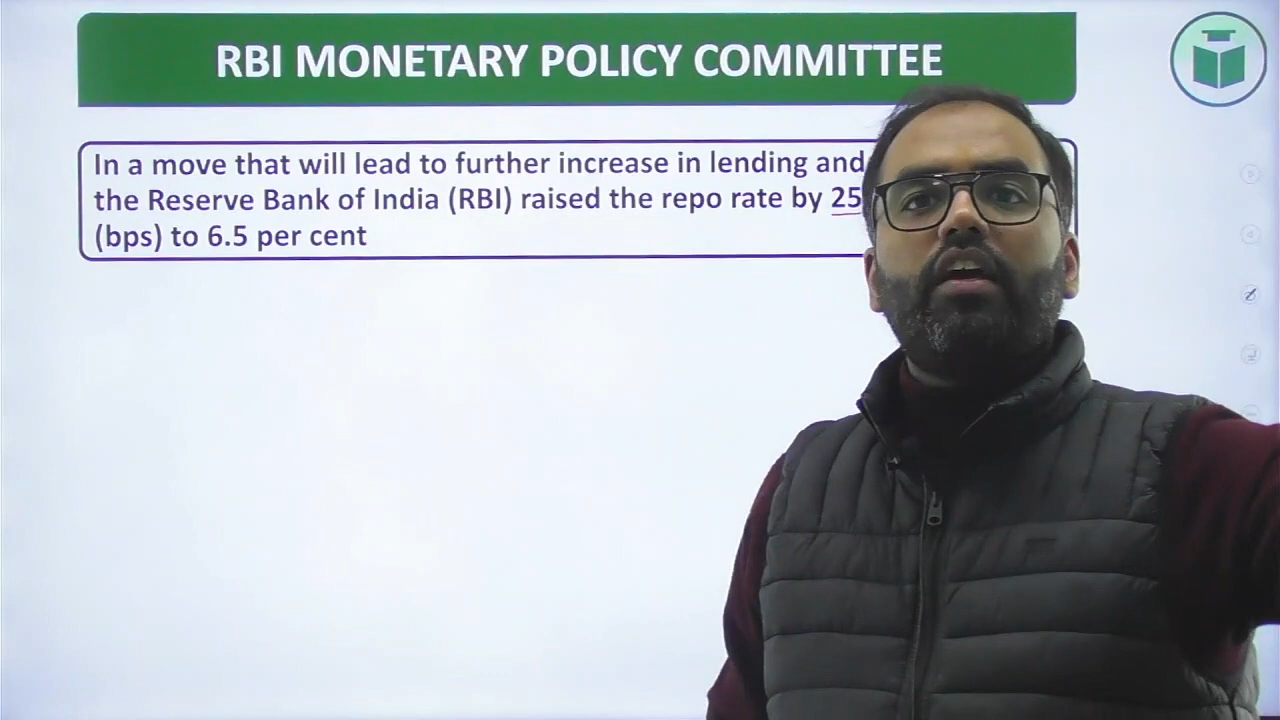 RBI MONETARY POLICY COMMITTEE
In a move that will lead to further increase in lending and
the Reserve Bank of India (RBI) raised the repo rate by 25
(bps) to 6.5 per cent